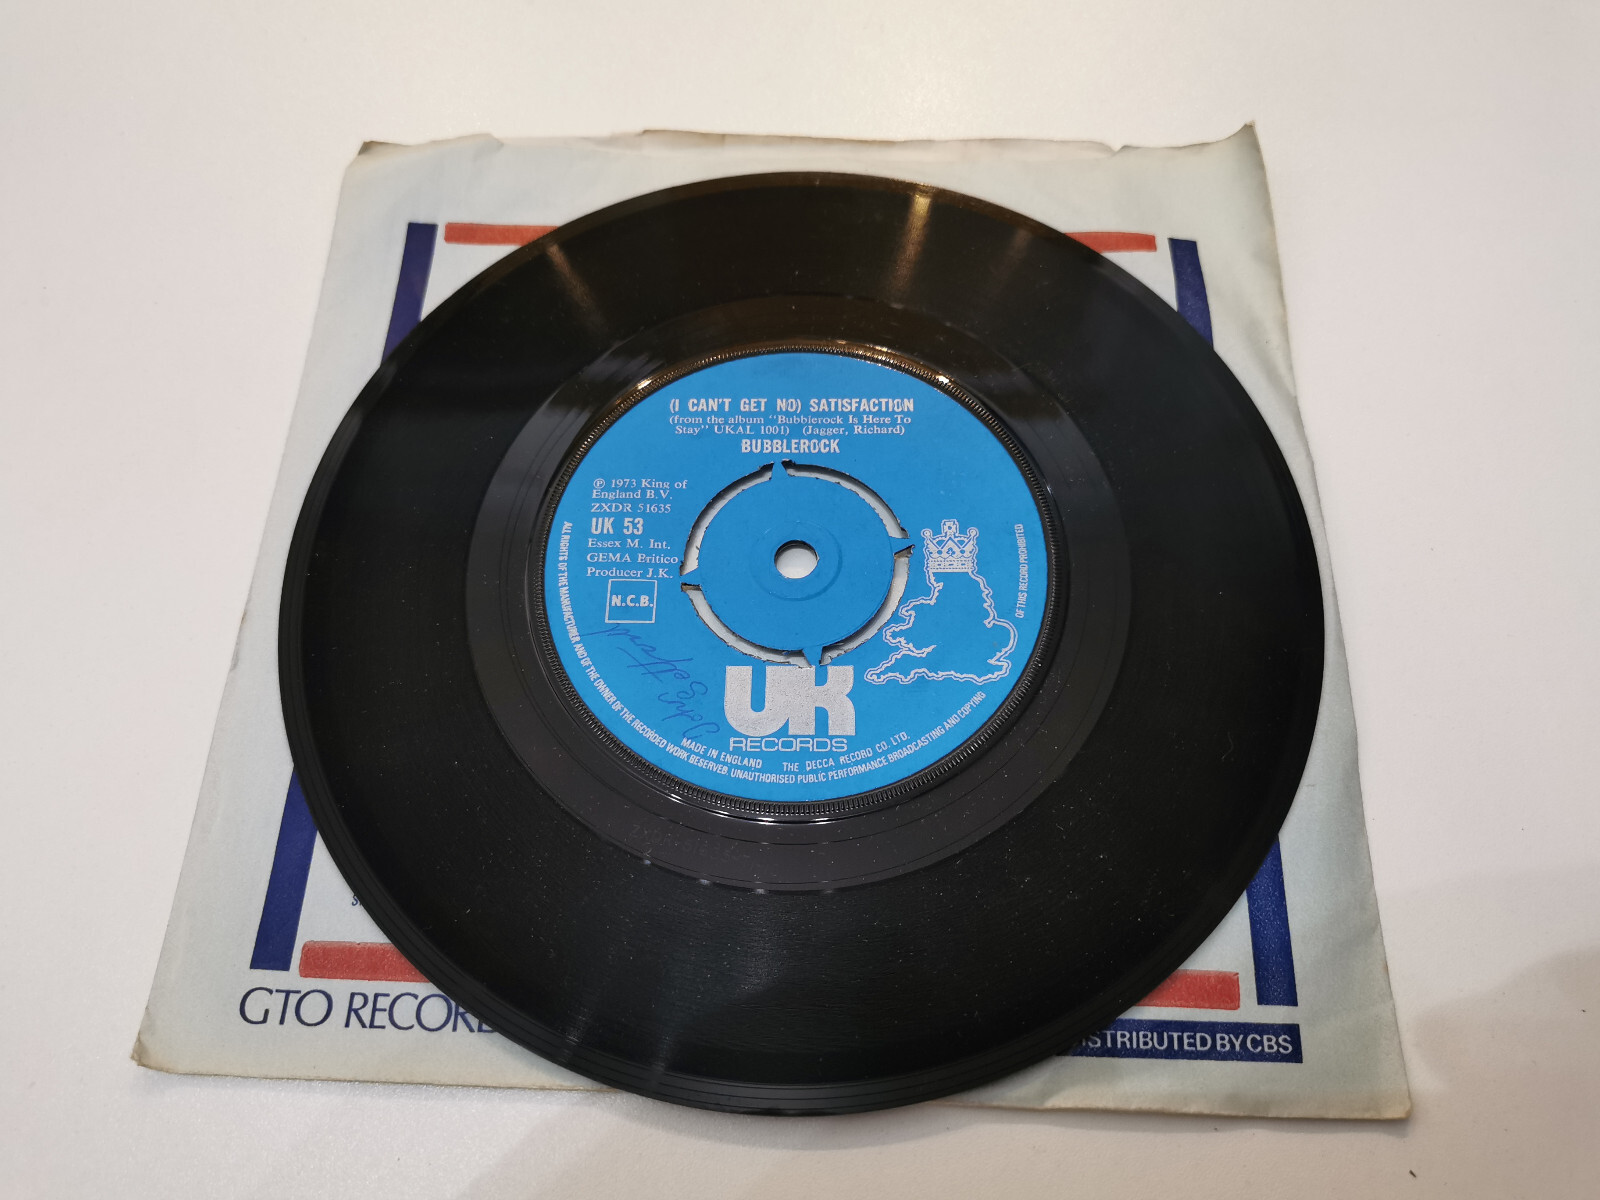 (I CAN'T GET NO) SATISFACTION
(from the album "Bubblerock Is Here To
Stay" UKAL 1001) (Jagger, Richard)
BUBBLEROCK
℗ 1973 King of
England B.V.
ZXDR 51635
UK 53
Essex M. Int.
GEMA Britico
Producer J.K.
N.C.B.
UK
RECORDS
MADE IN ENGLAND THE DECCA RECORD CO. LTD.
ALL RIGHTS OF THE MANUFACTURER AND OF THE OWNER OF THE RECORDED WORK RESERVED. UNAUTHORISED PUBLIC PERFORMANCE BROADCASTING AND COPYING OF THIS RECORD PROHIBITED
John
GTO RECOR
STRIBUTED BY CBS